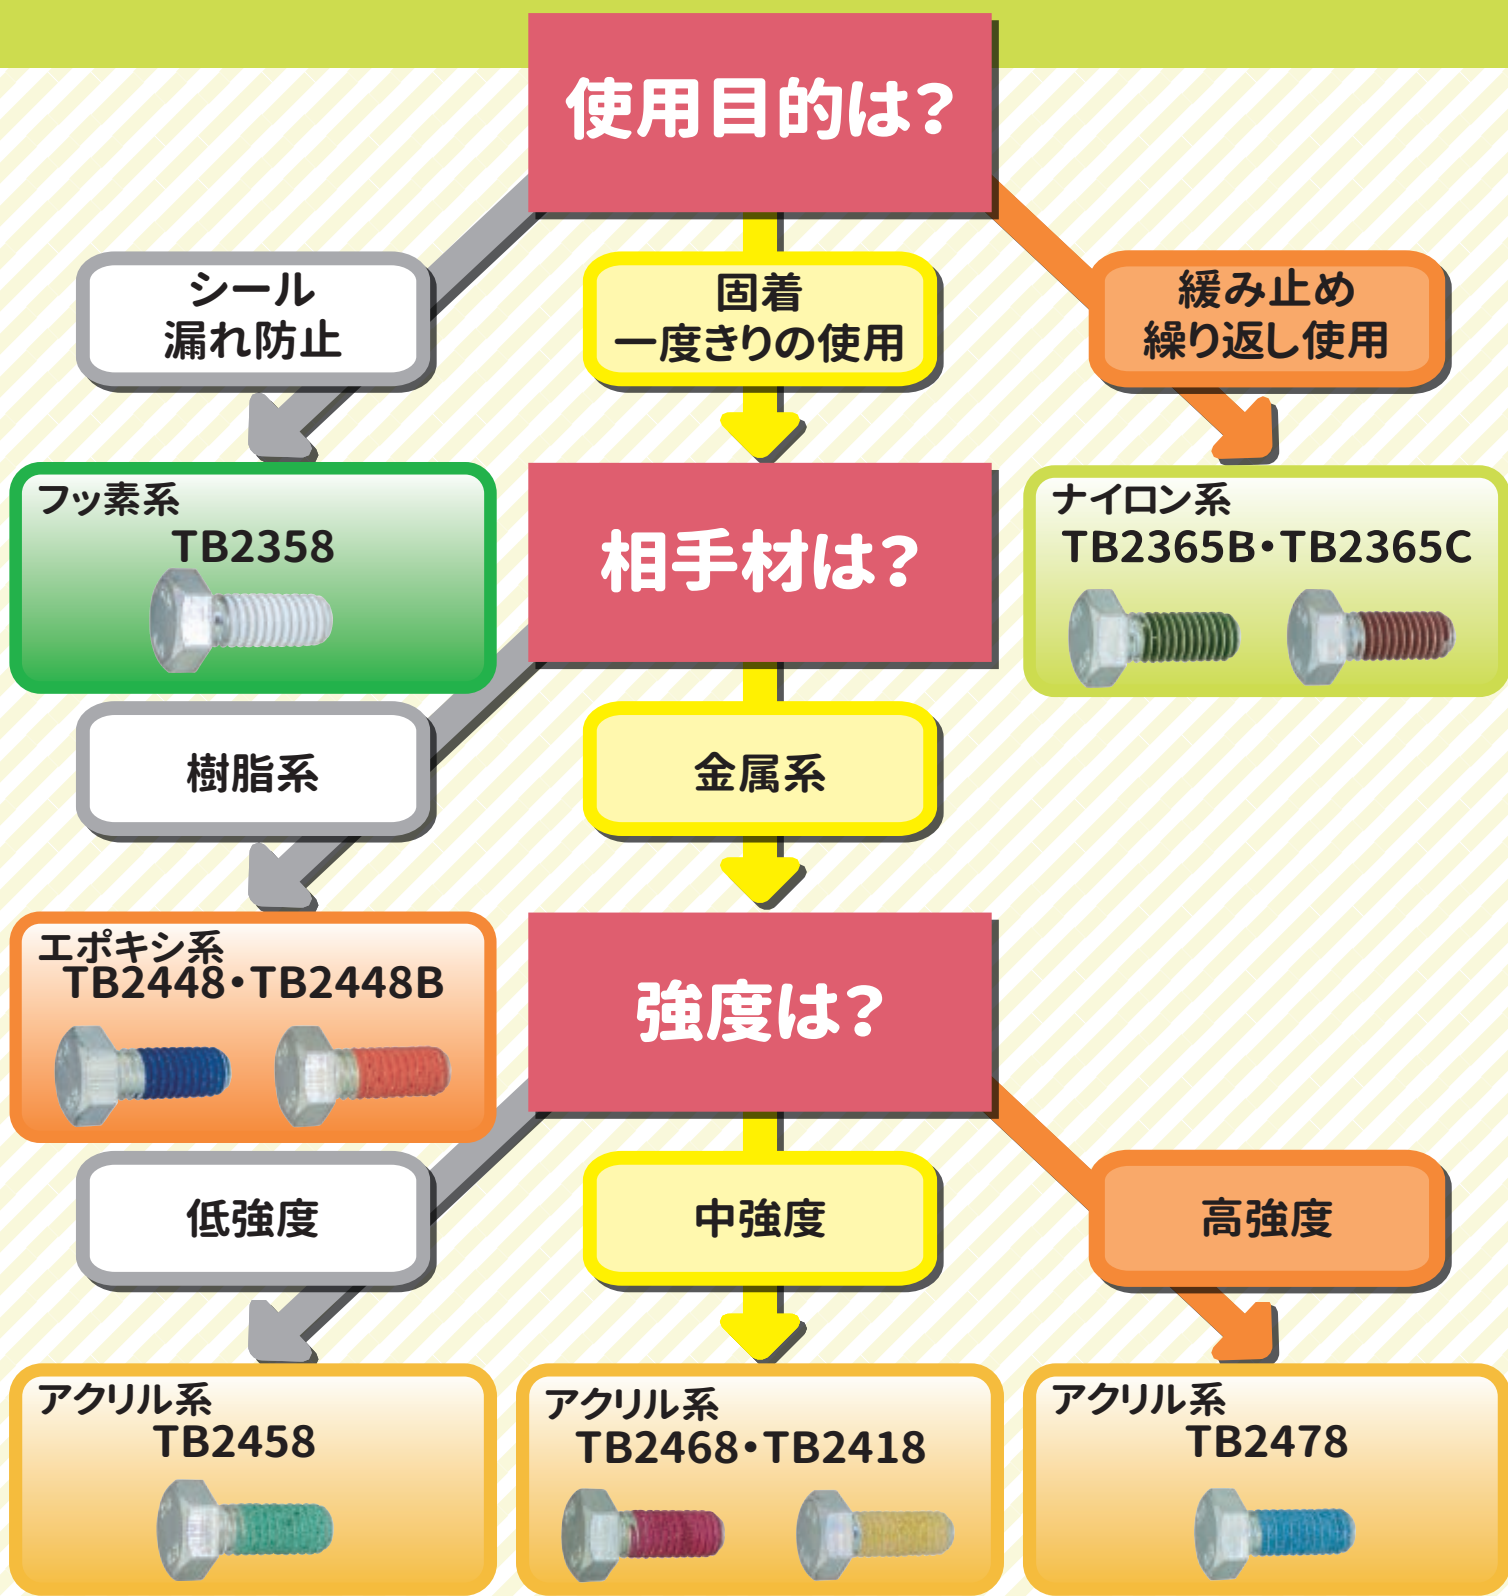 使用目的は?
シール
漏れ防止
固着
一度きりの使用
緩み止め
繰り返し使用
フッ素系
TB2358
相手材は?
ナイロン系
TB2365B・TB2365C
樹脂系
金属系
エポキシ系
TB2448・TB2448B
強度は?
低強度
中強度
高強度
アクリル系
TB2458
アクリル系
TB2468・TB2418
アクリル系
TB2478